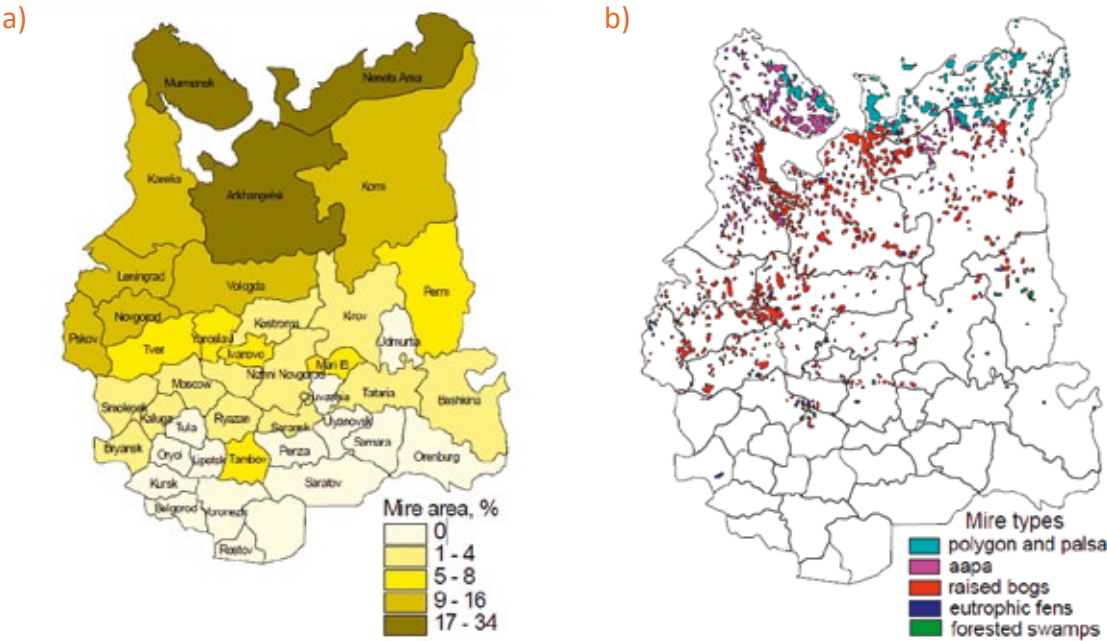 a)
Murmansk
Nenets Area
Karelia
Arkhangelsk
Komi
Leningrad
Vologda
Perm
Novgorod
Pskov
Kostroma
Kirov
Yaroslavl
Tver
Ivanovo
Udmurtia
Mari El
Moscow
Nizhni Novgorod
Chuvashia
Tataria
Bashkiria
Smolensk
Kaluga
Ryazan
Tula
Saransk
Ulyanovsk
Samara
Bryansk
Oryol
Lipetsk
Tambov
Penza
Orenburg
Kursk
Saratov
Belgorod
Voronezh
Rostov
Mire area, %
0
1 - 4
5 - 8
9 - 16
17 - 34
b)
Mire types
polygon and palsa
aapa
raised bogs
eutrophic fens
forested swamps